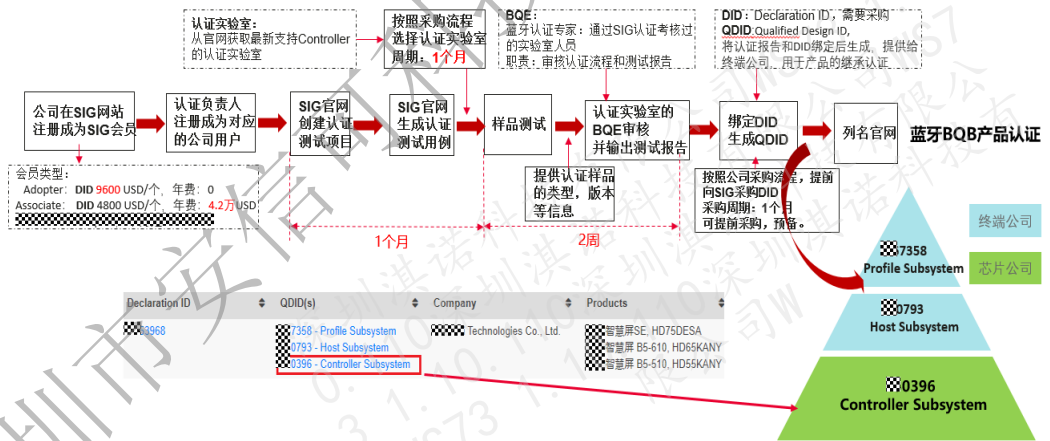 认证实验室：
从官网获取最新支持Controller
的认证实验室
按照采购流程
选择认证实验室
周期：1个月
BQE：
蓝牙认证专家：通过SIG认证考核过
的实验室人员
职责：审核认证流程和测试报告
DID：Declaration ID，需要采购
QDID:Qualified Design ID,
将认证报告和DID绑定后生成，提供给
终端公司，用于产品的继承认证
公司在SIG网站
注册成为SIG会员
认证负责人
注册成为对应
的公司用户
SIG官网
创建认证
测试项目
SIG官网
生成认证
测试用例
样品测试
认证实验室的
BQE审核
并输出测试报告
绑定DID
生成QDID
列名官网
蓝牙BQB产品认证
会员类型：
Adopter： DID 9600 USD/个，年费：0
Associate： DID 4800 USD/个，年费：4.2万USD
提供认证样品
的类型，版本
等信息
按照公司采购流程，提前
向SIG采购DID
采购周期：1个月
可提前采购，预备。
1个月
2周
终端公司
芯片公司
7358
Profile Subsystem
0793
Host Subsystem
0396
Controller Subsystem
Declaration ID QDID(s) Company Products
3968 7358 - Profile Subsystem Technologies Co., Ltd. 智慧屏SE, HD75DESA
0793 - Host Subsystem 智慧屏 B5-610, HD65KANY
0396 - Controller Subsystem 智慧屏 B5-510, HD55KANY
圳市安信可科技